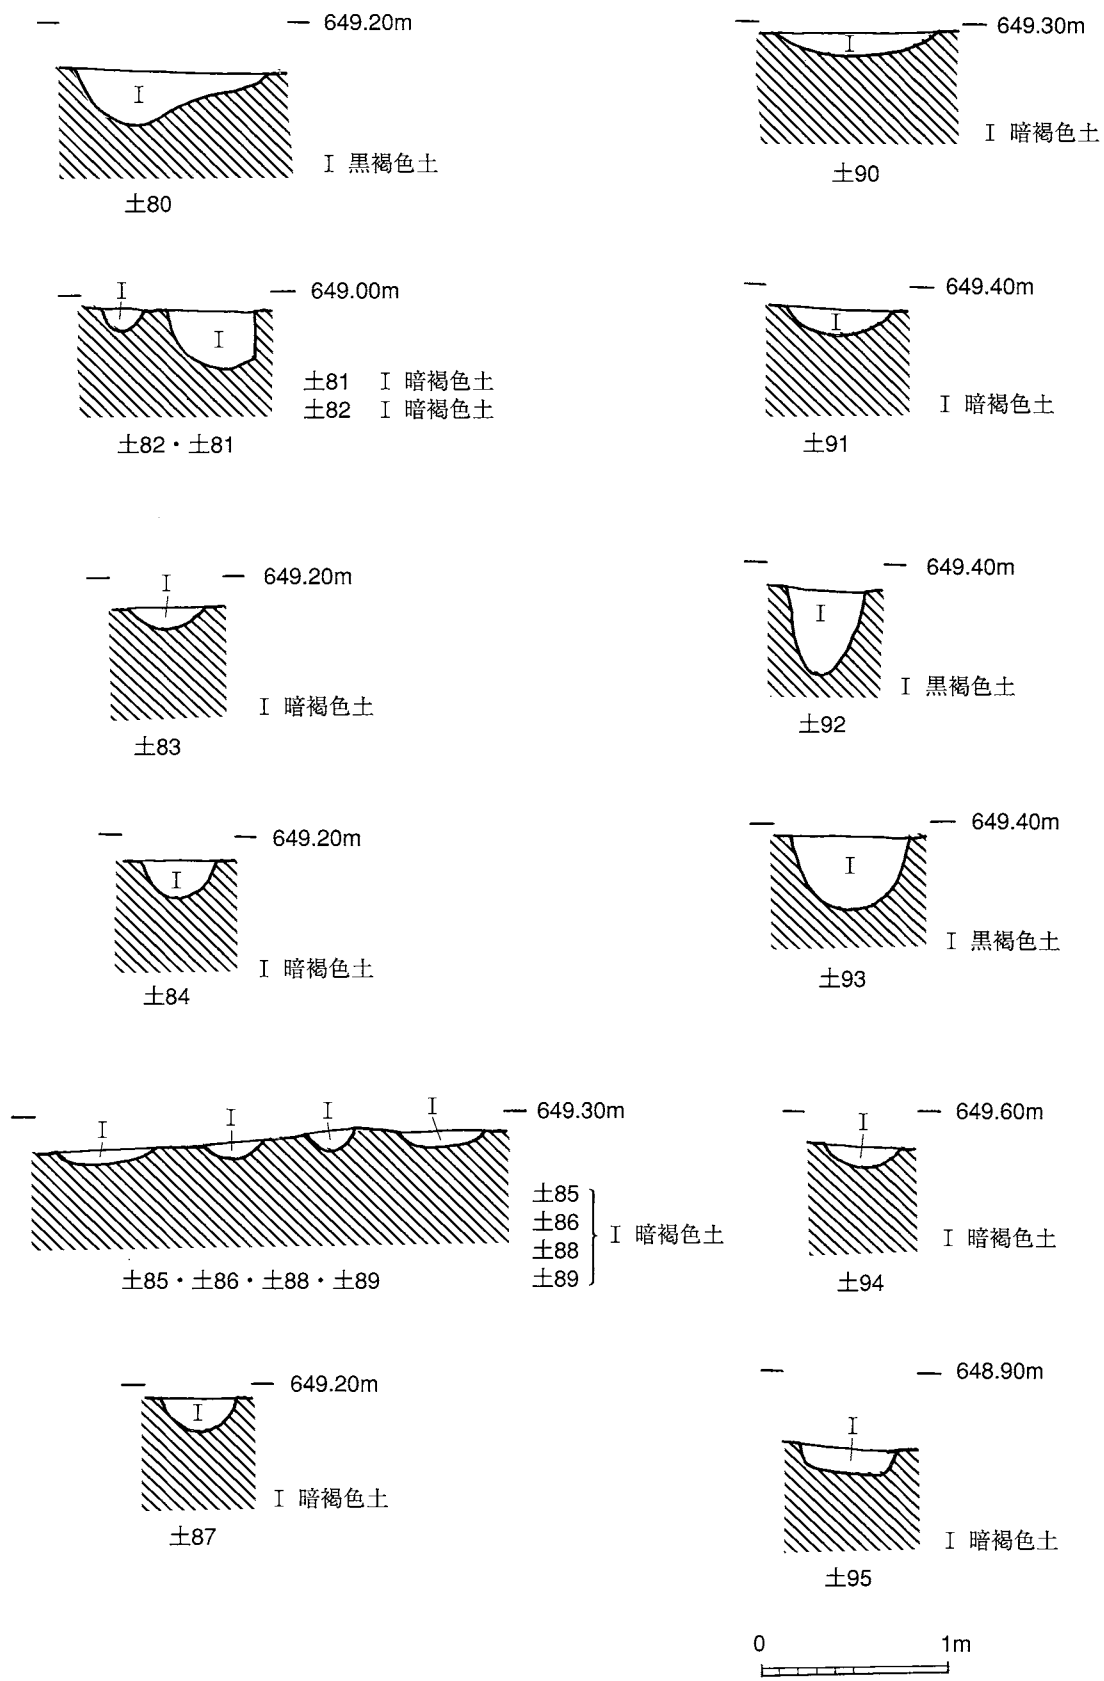 649.20m
I
I 黒褐色土
土80
I
649.00m
I
土81 I 暗褐色土
土82 I 暗褐色土
土82・土81
I
649.20m
I 暗褐色土
土83
649.20m
I
I 暗褐色土
土84
I
I
I
I
649.30m
土85
土86
土88
土89
I 暗褐色土
土85・土86・土88・土89
649.20m
I
I 暗褐色土
土87
649.30m
I
I 暗褐色土
土90
649.40m
I
I 暗褐色土
土91
649.40m
I
I 黒褐色土
土92
649.40m
I
I 黒褐色土
土93
649.60m
I
I 暗褐色土
土94
648.90m
I
I 暗褐色土
土95
0 1m